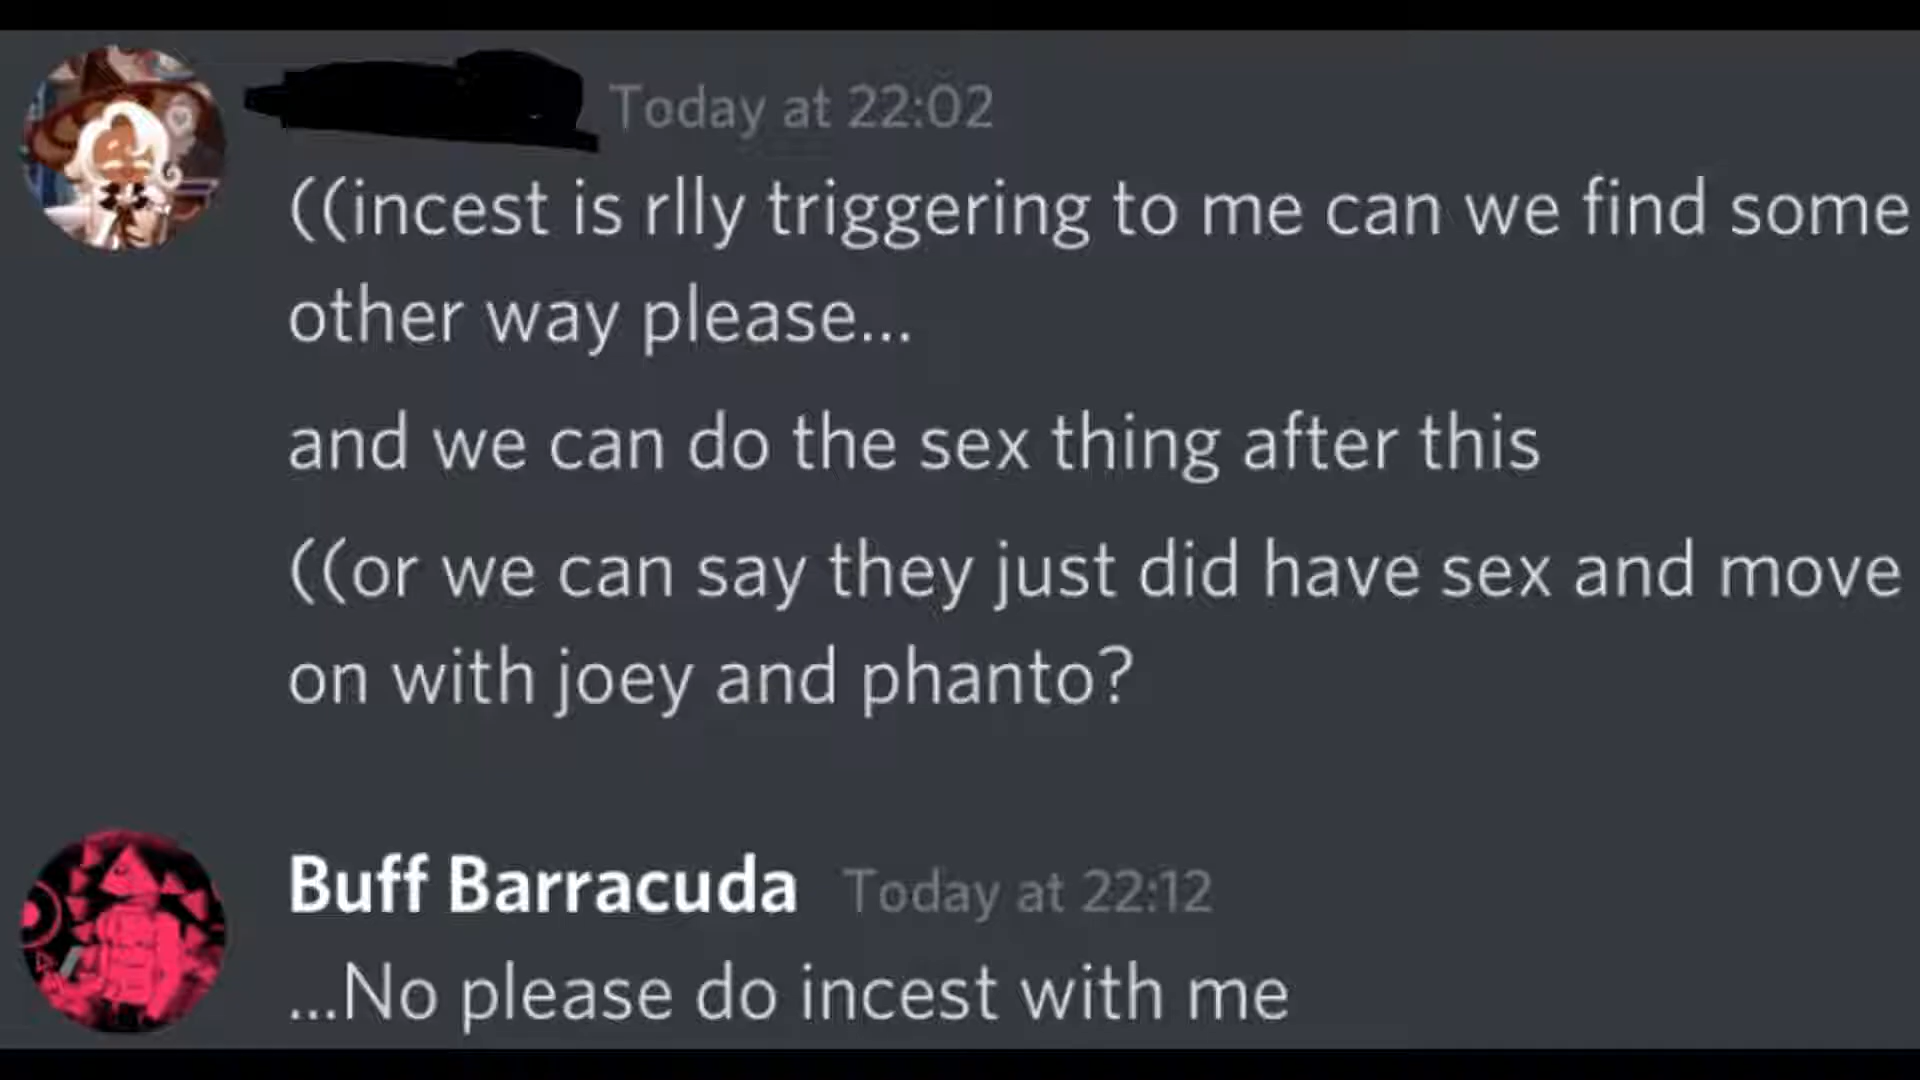 Today at 22:02
((incest is rlly triggering to me can we find some
other way please...
and we can do the sex thing after this
((or we can say they just did have sex and move
on with joey and phanto?
Buff Barracuda Today at 22:12
...No please do incest with me